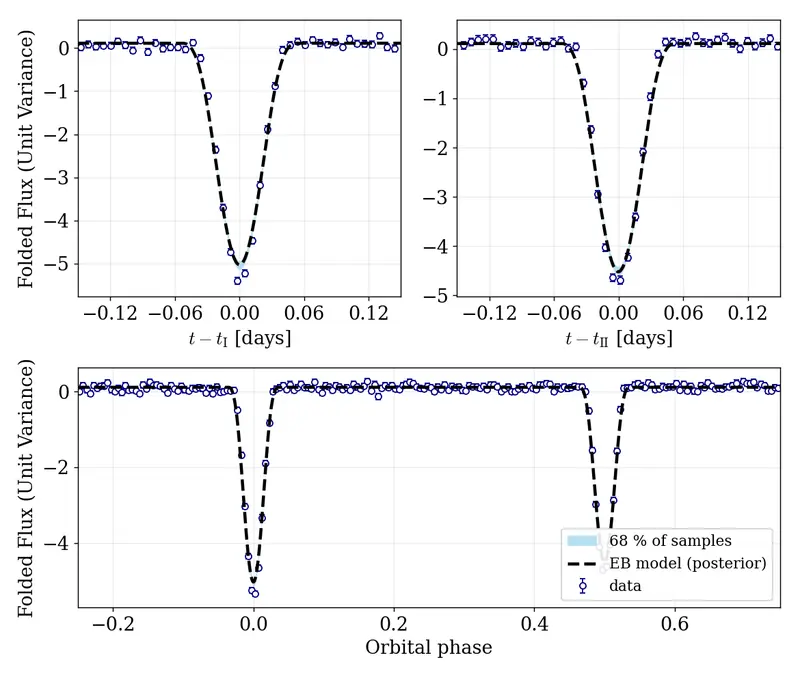 Folded Flux (Unit Variance)
0
−1
−2
−3
−4
−5
−0.12 −0.06 0.00 0.06 0.12
t − tI [days]
0
−1
−2
−3
−4
−5
−0.12 −0.06 0.00 0.06 0.12
t − tII [days]
Folded Flux (Unit Variance)
0
−2
−4
68 % of samples
EB model (posterior)
data
−0.2 0.0 0.2 0.4 0.6
Orbital phase